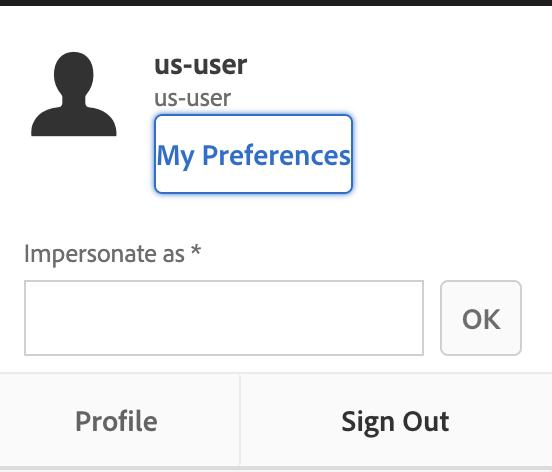 us-user
us-user
My Preferences
Impersonate as *
OK
Profile
Sign Out